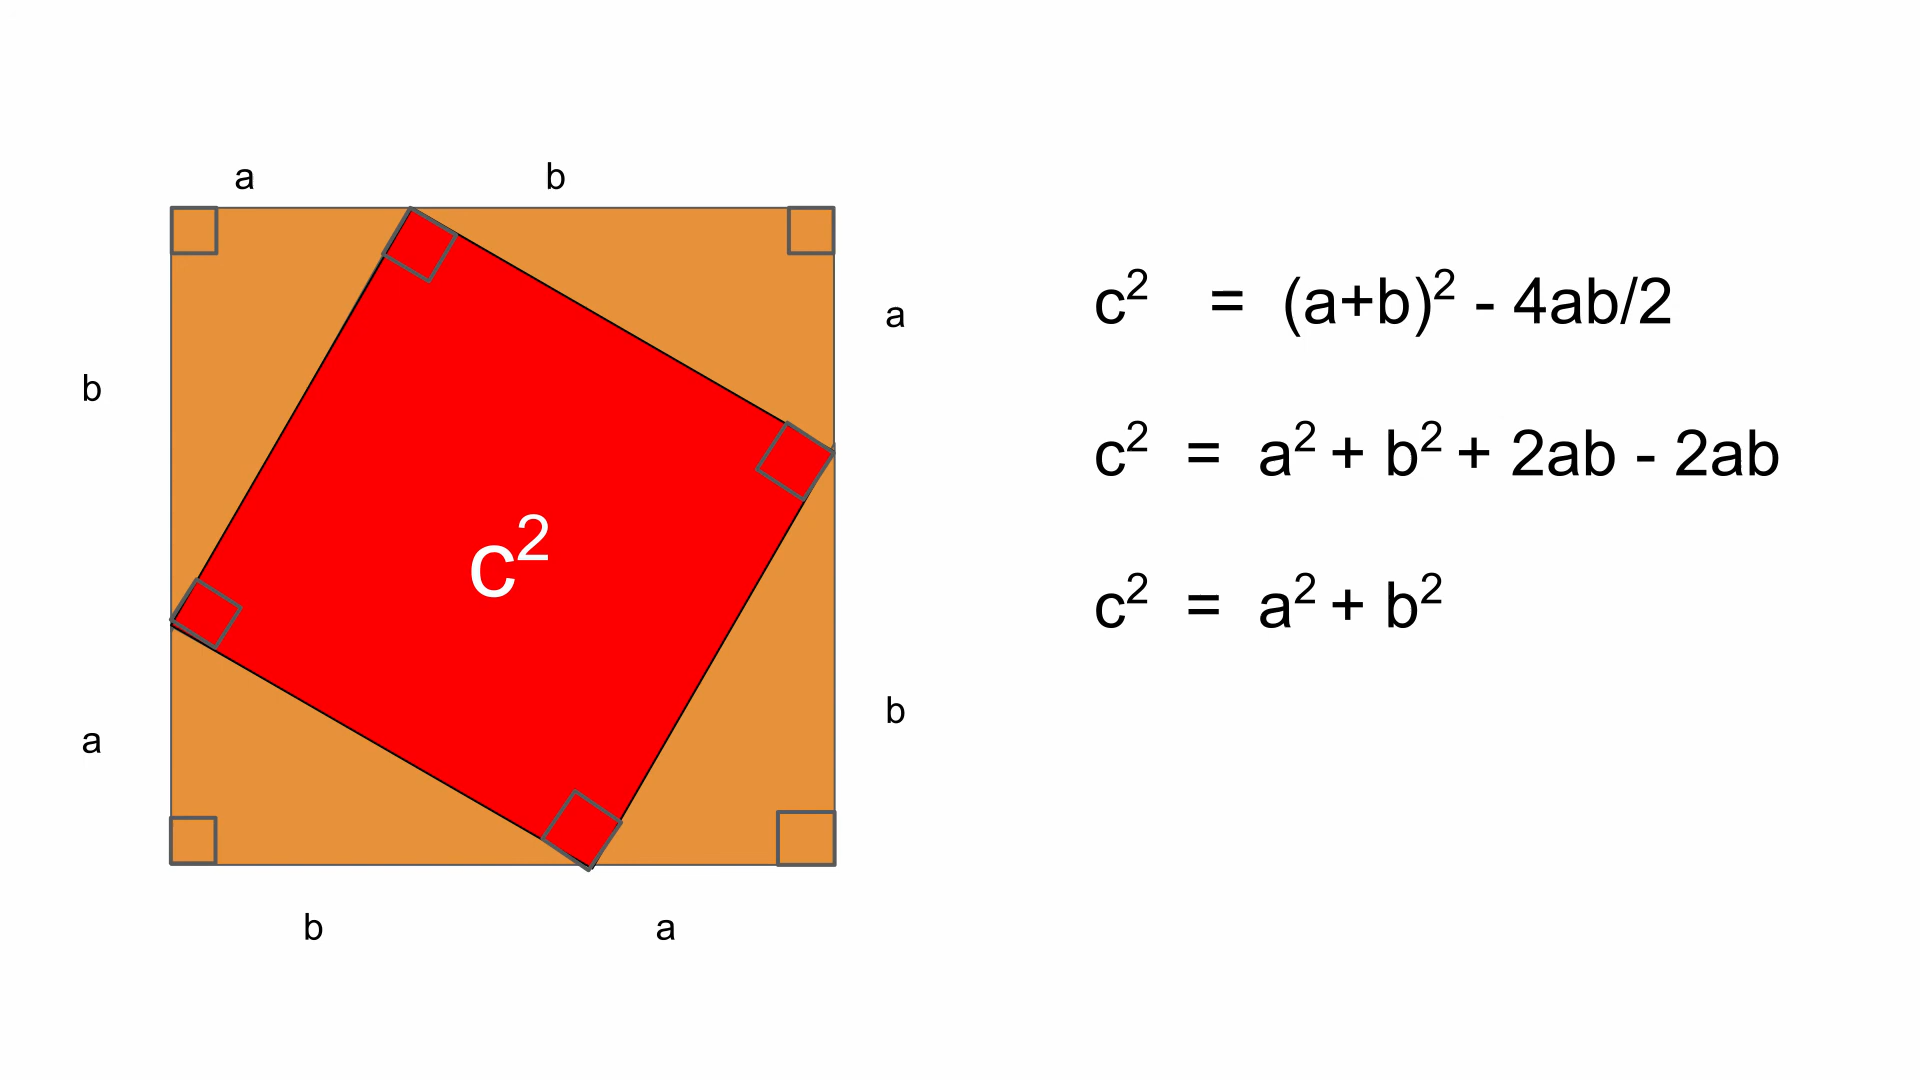 a b
b
a
c²
a
b
b a
c² = (a+b)² - 4ab/2
c² = a² + b² + 2ab - 2ab
c² = a² + b²